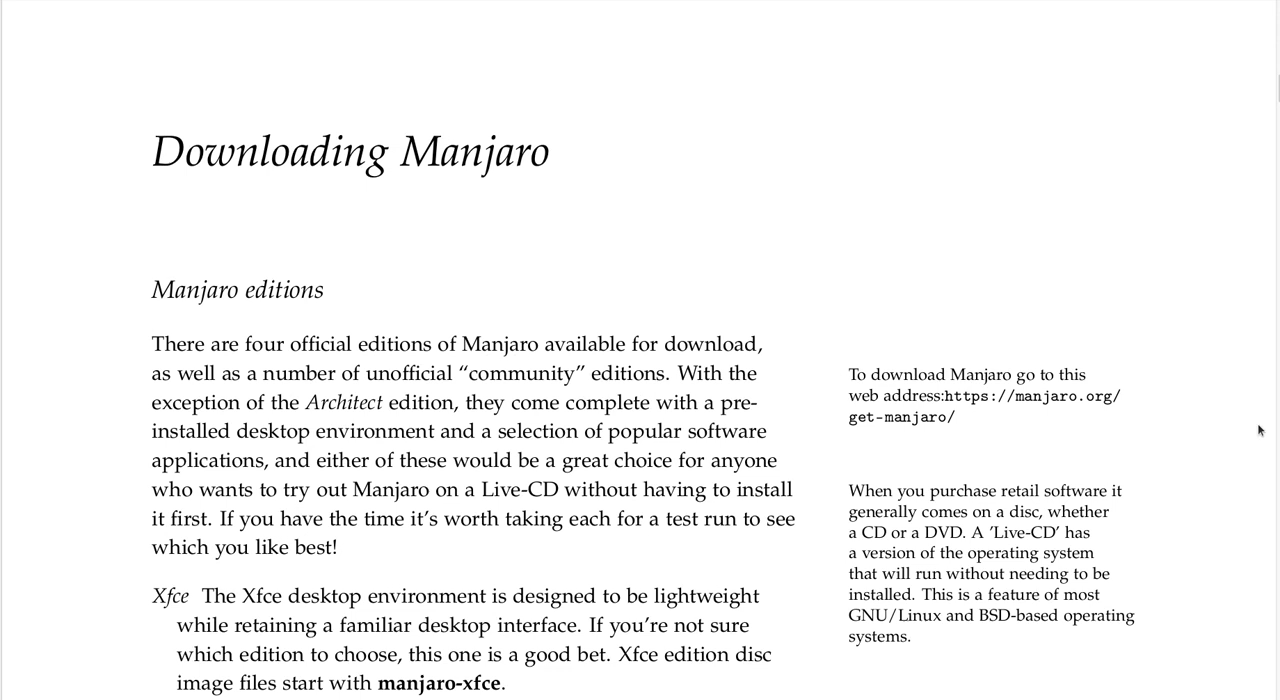 Downloading Manjaro
Manjaro editions
There are four official editions of Manjaro available for download,
as well as a number of unofficial “community” editions. With the
exception of the Architect edition, they come complete with a pre-
installed desktop environment and a selection of popular software
applications, and either of these would be a great choice for anyone
who wants to try out Manjaro on a Live-CD without having to install
it first. If you have the time it’s worth taking each for a test run to see
which you like best!
Xfce The Xfce desktop environment is designed to be lightweight
while retaining a familiar desktop interface. If you’re not sure
which edition to choose, this one is a good bet. Xfce edition disc
image files start with manjaro-xfce.
To download Manjaro go to this
web address:https://manjaro.org/
get-manjaro/
When you purchase retail software it
generally comes on a disc, whether
a CD or a DVD. A ’Live-CD’ has
a version of the operating system
that will run without needing to be
installed. This is a feature of most
GNU/Linux and BSD-based operating
systems.